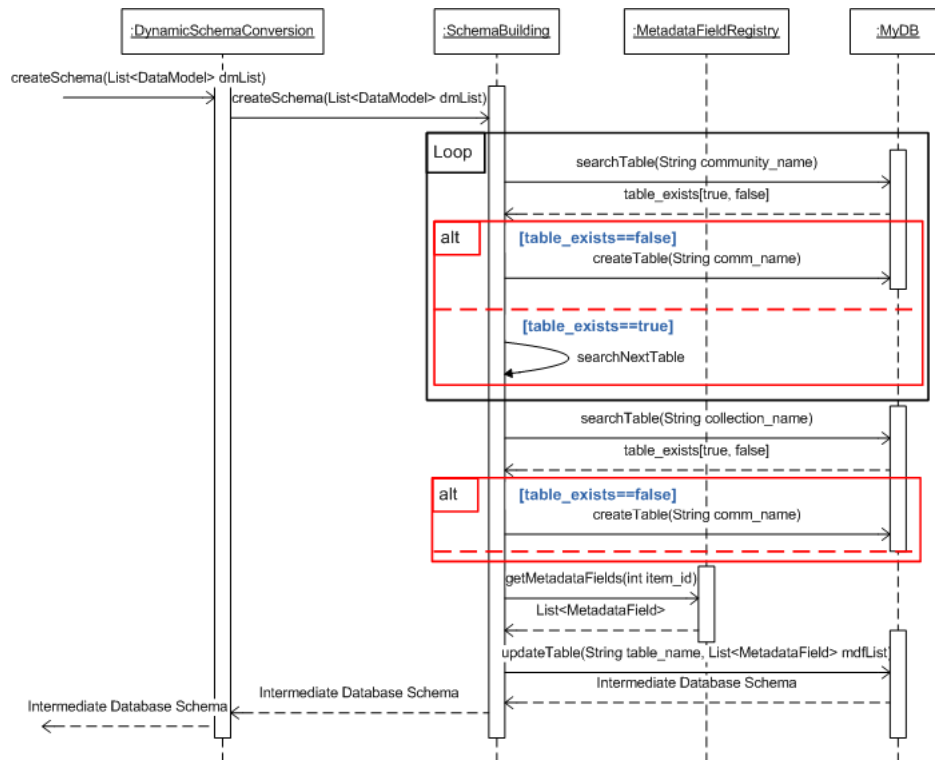 :DynamicSchemaConversion
:SchemaBuilding
:MetadataFieldRegistry
:MyDB
createSchema(List<DataModel> dmList)
createSchema(List<DataModel> dmList)
Loop
searchTable(String community_name)
table_exists[true, false]
alt
[table_exists==false]
createTable(String comm_name)
[table_exists==true]
searchNextTable
searchTable(String collection_name)
table_exists[true, false]
alt
[table_exists==false]
createTable(String comm_name)
getMetadataFields(int item_id)
List<MetadataField>
updateTable(String table_name, List<MetadataField> mdfList)
Intermediate Database Schema
Intermediate Database Schema
Intermediate Database Schema